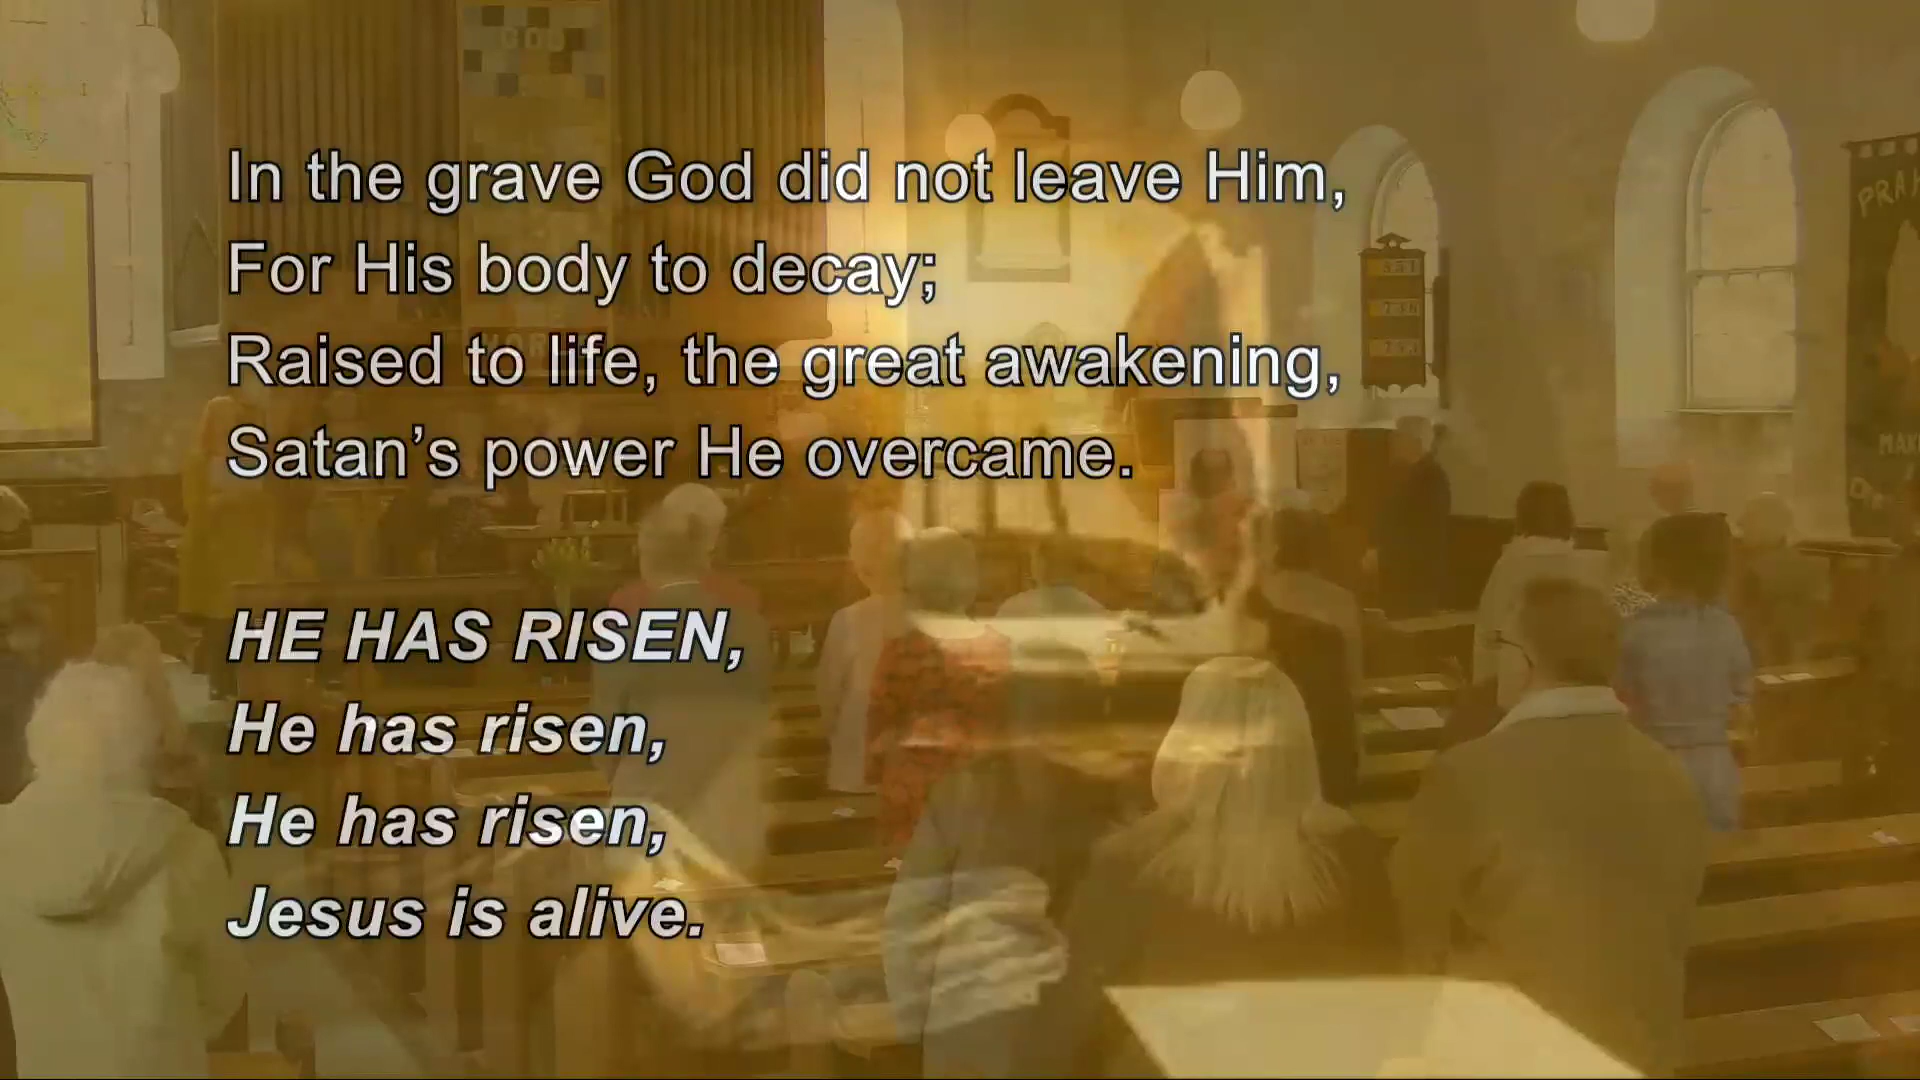 In the grave God did not leave Him,
For His body to decay;
Raised to life, the great awakening,
Satan’s power He overcame.
HE HAS RISEN,
He has risen,
He has risen,
Jesus is alive.
GOD